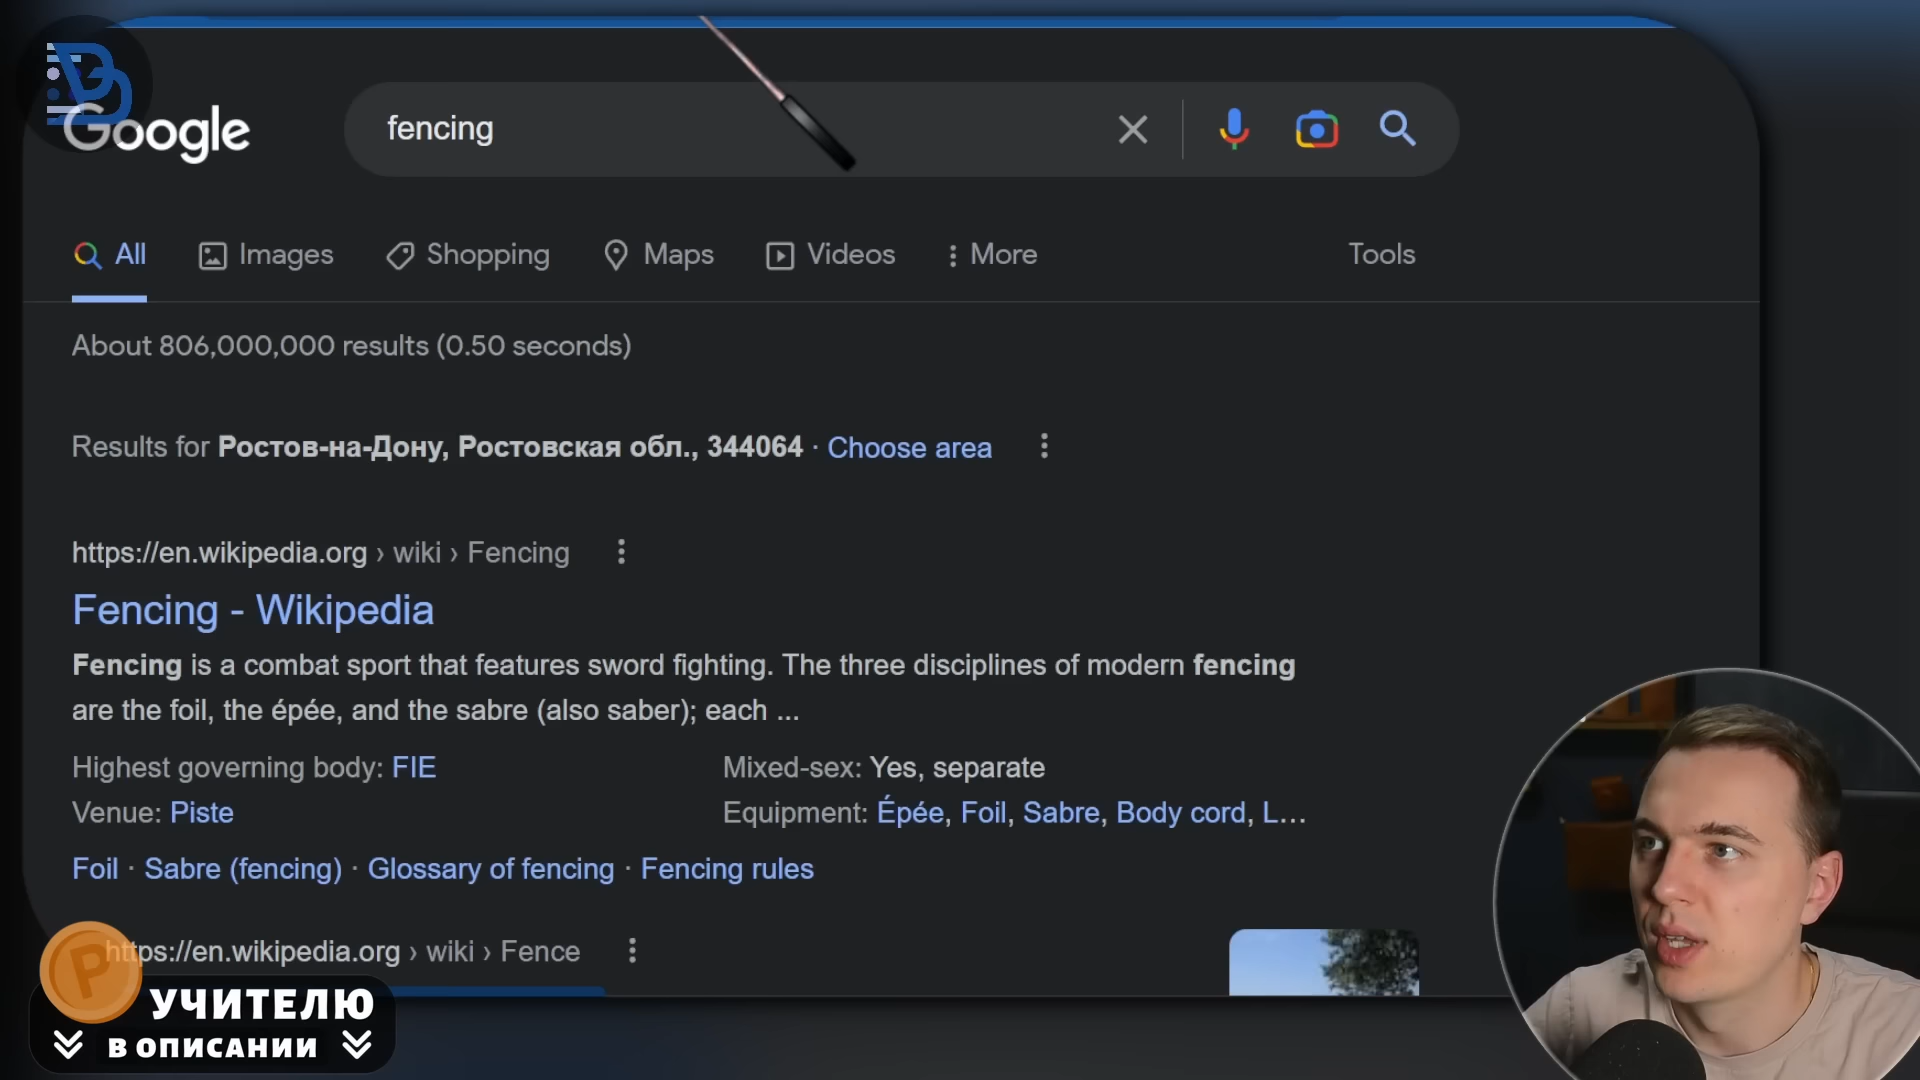 Google
fencing
All Images Shopping Maps Videos More Tools
About 806,000,000 results (0.50 seconds)
Results for Ростов-на-Дону, Ростовская обл., 344064 · Choose area
https://en.wikipedia.org › wiki › Fencing
Fencing - Wikipedia
Fencing is a combat sport that features sword fighting. The three disciplines of modern fencing
are the foil, the épée, and the sabre (also saber); each ...
Highest governing body: FIE
Mixed-sex: Yes, separate
Venue: Piste
Equipment: Épée, Foil, Sabre, Body cord, L...
Foil · Sabre (fencing) · Glossary of fencing · Fencing rules
https://en.wikipedia.org › wiki › Fence
УЧИТЕЛЮ
В ОПИСАНИИ